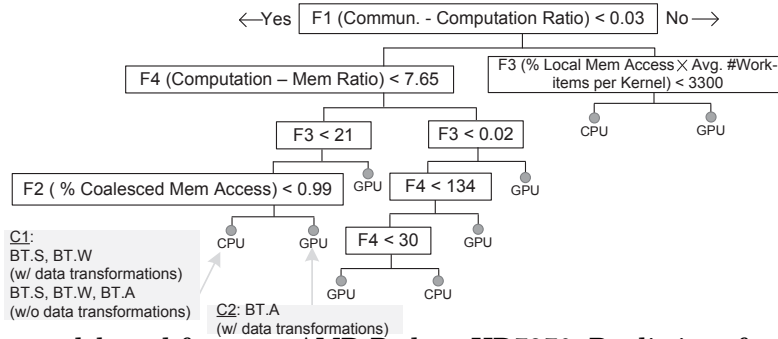 Yes F1 (Commun. - Computation Ratio) < 0.03 No
F4 (Computation – Mem Ratio) < 7.65
F3 (% Local Mem Access × Avg. #Work-
items per Kernel) < 3300
CPU GPU
F3 < 21 F3 < 0.02
F2 ( % Coalesced Mem Access) < 0.99 GPU F4 < 134 GPU
CPU GPU F4 < 30 GPU
GPU CPU
C1:
BT.S, BT.W
(w/ data transformations)
BT.S, BT.W, BT.A
(w/o data transformations)
C2: BT.A
(w/ data transformations)